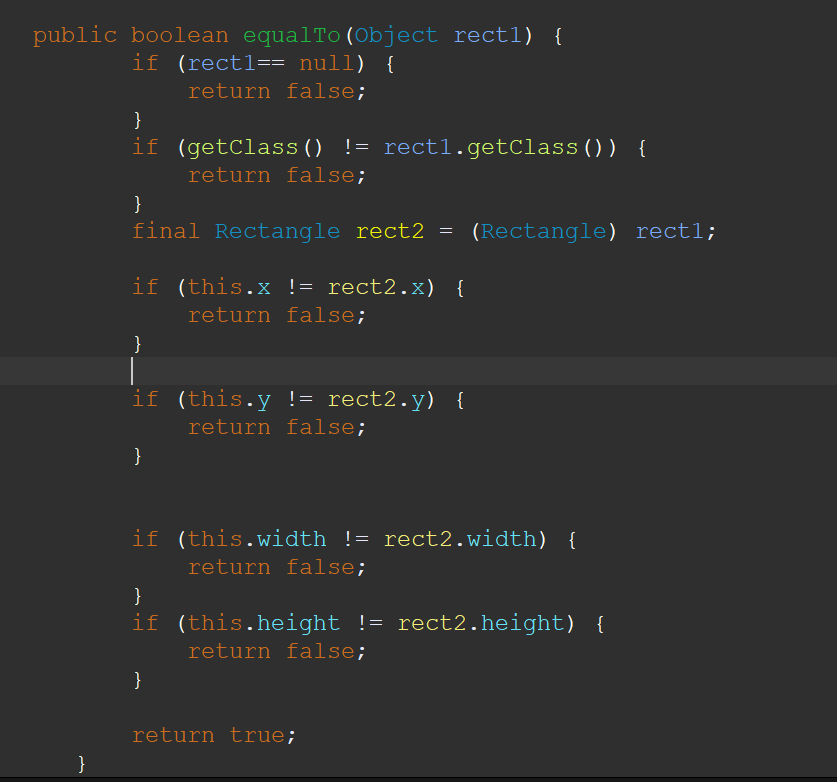 public boolean equalTo(Object rect1) {
if (rect1== null) {
return false;
}
if (getClass() != rect1.getClass()) {
return false;
}
final Rectangle rect2 = (Rectangle) rect1;
if (this.x != rect2.x) {
return false;
}
if (this.y != rect2.y) {
return false;
}
if (this.width != rect2.width) {
return false;
}
if (this.height != rect2.height) {
return false;
}
return true;
}